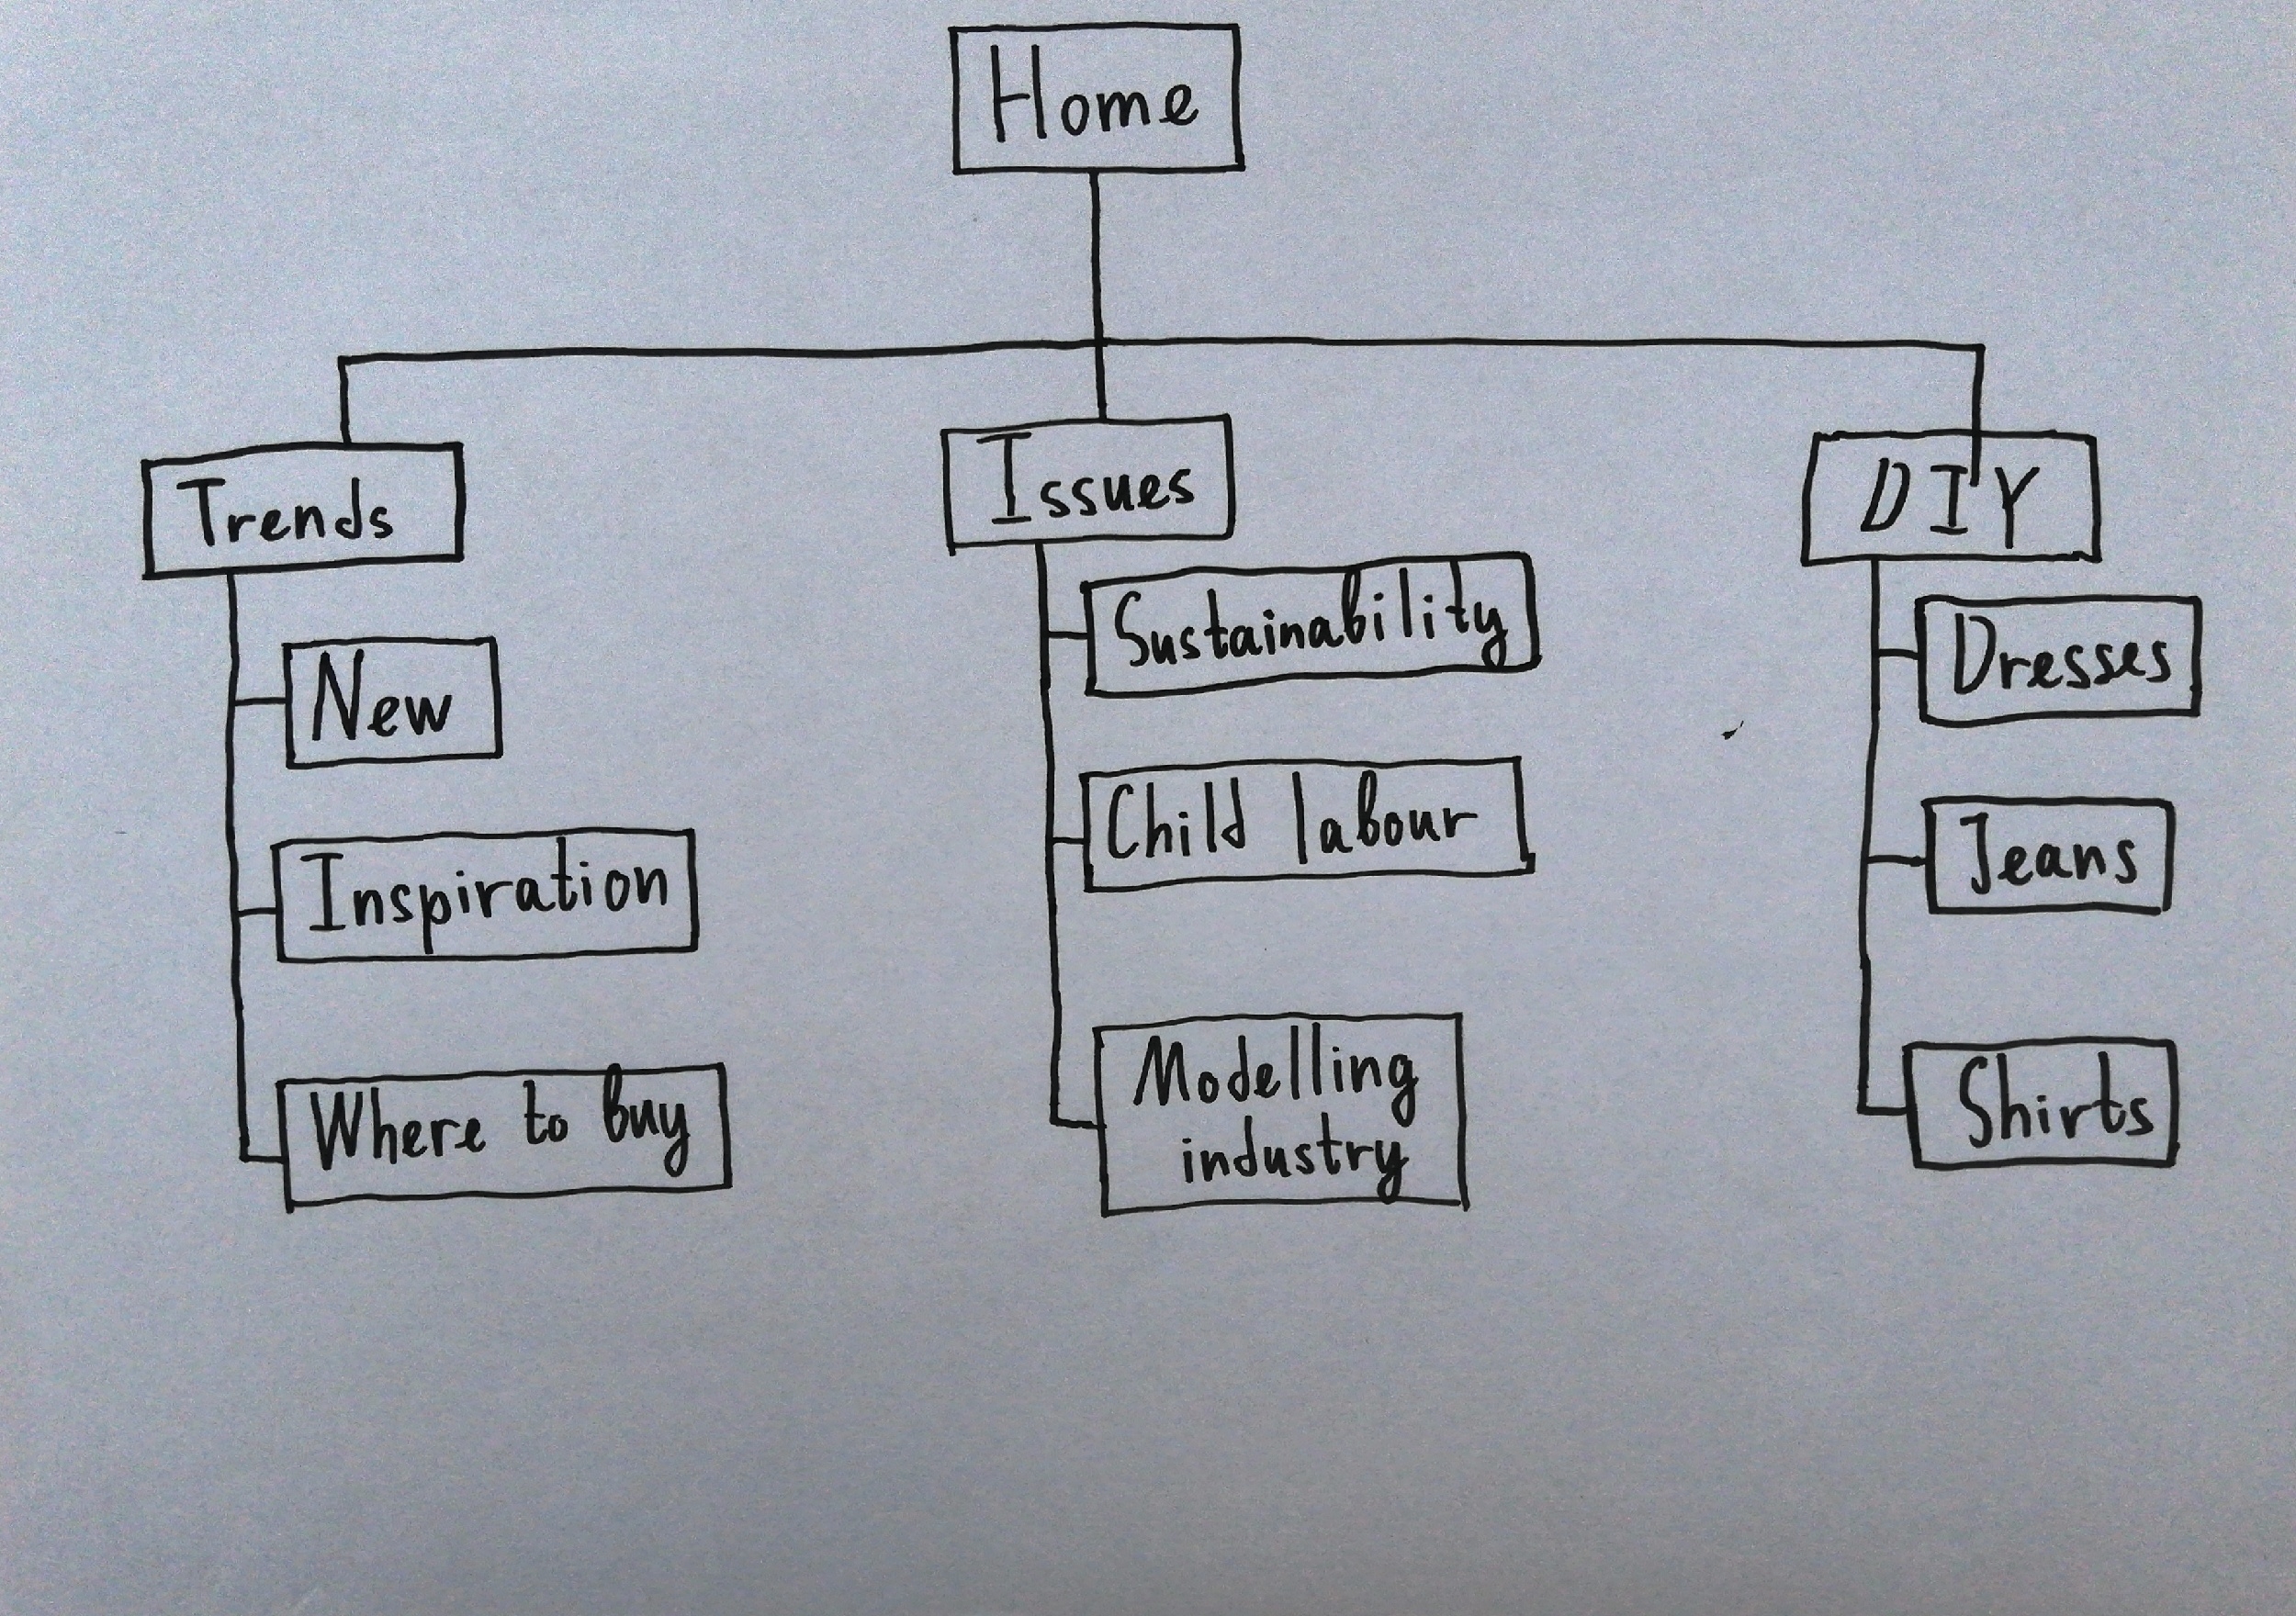 Home
Trends
Issues
DIY
New
Inspiration
Where to buy
Sustainability
Child labour
Modelling
industry
Dresses
Jeans
Shirts